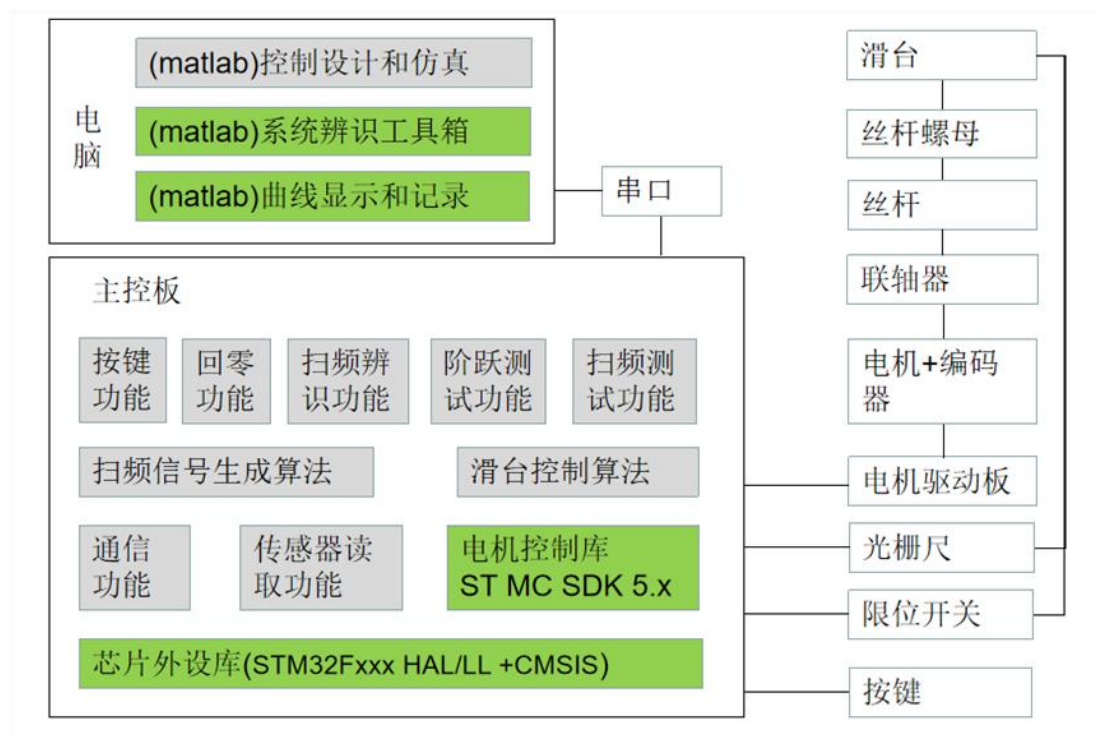 (matlab)控制设计和仿真
电
脑
(matlab)系统辨识工具箱
(matlab)曲线显示和记录
串口
主控板
按键
功能
回零
功能
扫频辨
识功能
阶跃测
试功能
扫频测
试功能
扫频信号生成算法
滑台控制算法
通信
功能
传感器读
取功能
电机控制库
ST MC SDK 5.x
芯片外设库(STM32Fxxx HAL/LL +CMSIS)
滑台
丝杆螺母
丝杆
联轴器
电机+编码
器
电机驱动板
光栅尺
限位开关
按键